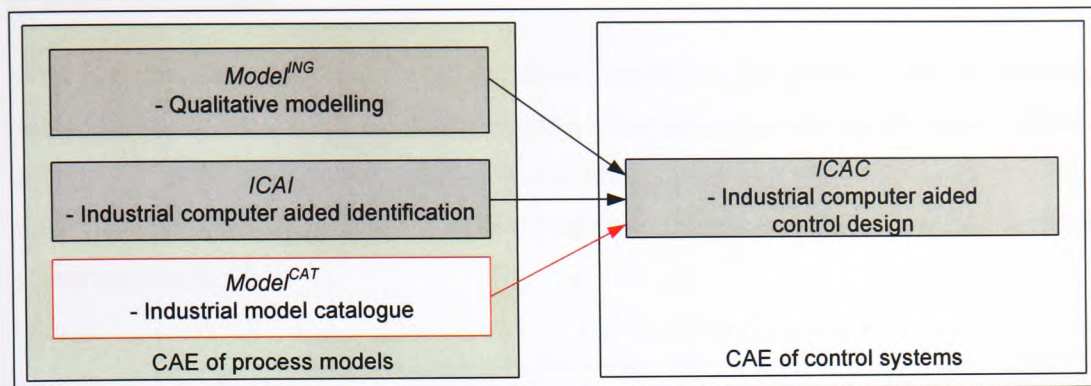 Model^ING
- Qualitative modelling
ICAI
- Industrial computer aided identification
Model^CAT
- Industrial model catalogue
CAE of process models
ICAC
- Industrial computer aided
control design
CAE of control systems